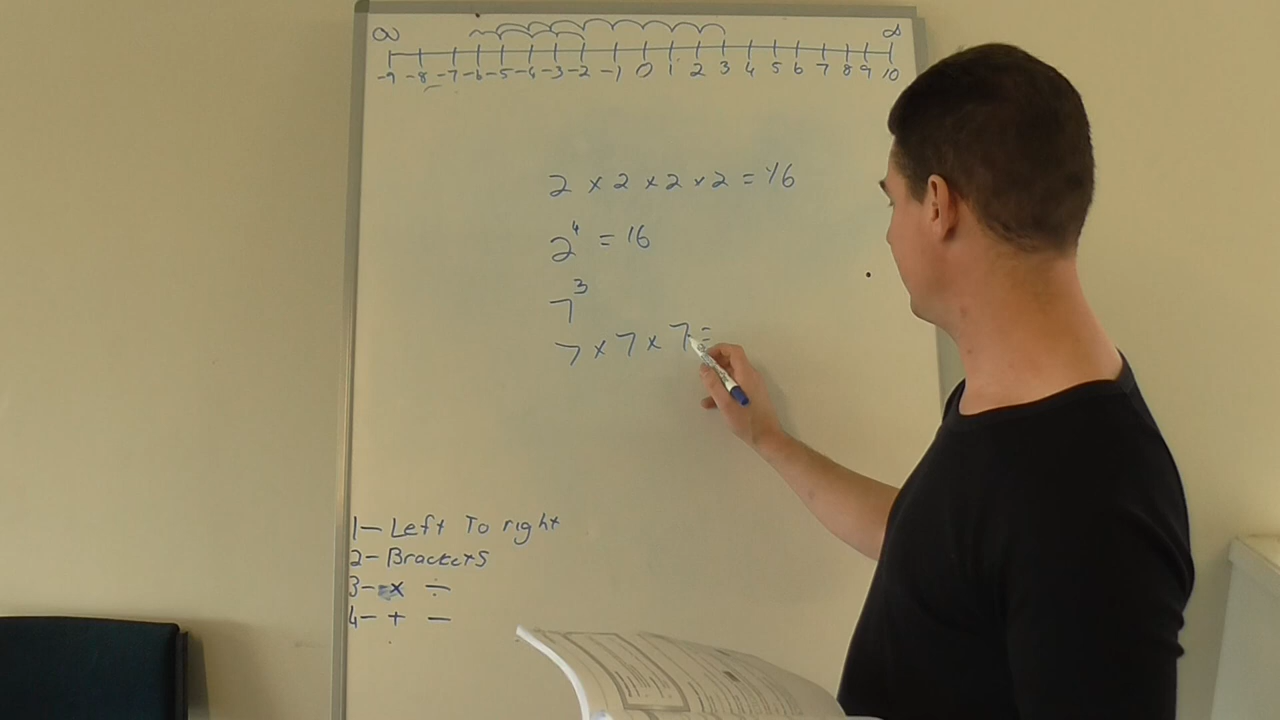 ∞ ∞
-9 -8 -7 -6 -5 -4 -3 -2 -1 0 1 2 3 4 5 6 7 8 9 10
2 × 2 × 2 × 2 = 16
2⁴ = 16
7³
7 × 7 × 7 =
1- Left To right
2- Brackets
3- × ÷
4- + -